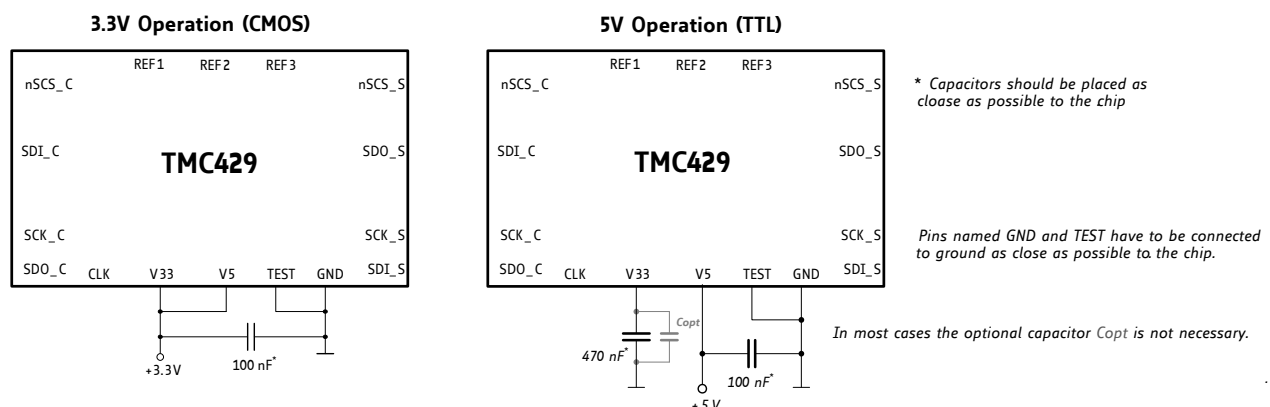 3.3V Operation (CMOS)
REF1 REF2 REF3
nSCS_C nSCS_S
SDI_C SDO_S
TMC429
SCK_C SCK_S
SDO_C CLK V33 V5 TEST GND SDI_S
100 nF*
+3.3V
5V Operation (TTL)
REF1 REF2 REF3
nSCS_C nSCS_S
SDI_C SDO_S
TMC429
SCK_C SCK_S
SDO_C CLK V33 V5 TEST GND SDI_S
Copt
470 nF*
100 nF*
+5V
* Capacitors should be placed as
cloase as possible to the chip
Pins named GND and TEST have to be connected
to ground as close as possible to the chip.
In most cases the optional capacitor Copt is not necessary.